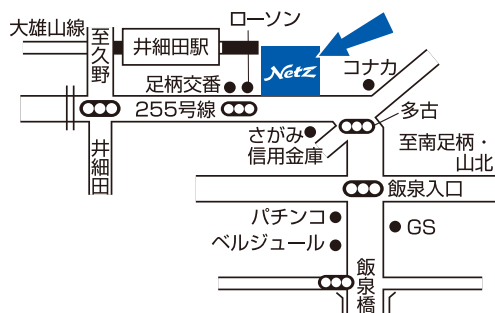 大雄山線
至久野
井細田駅
ローソン
Netz
コナカ
足柄交番
255号線
多古
さがみ
信用金庫
井細田
至南足柄・
山北
飯泉入口
パチンコ
GS
ベルジュール
飯泉橋